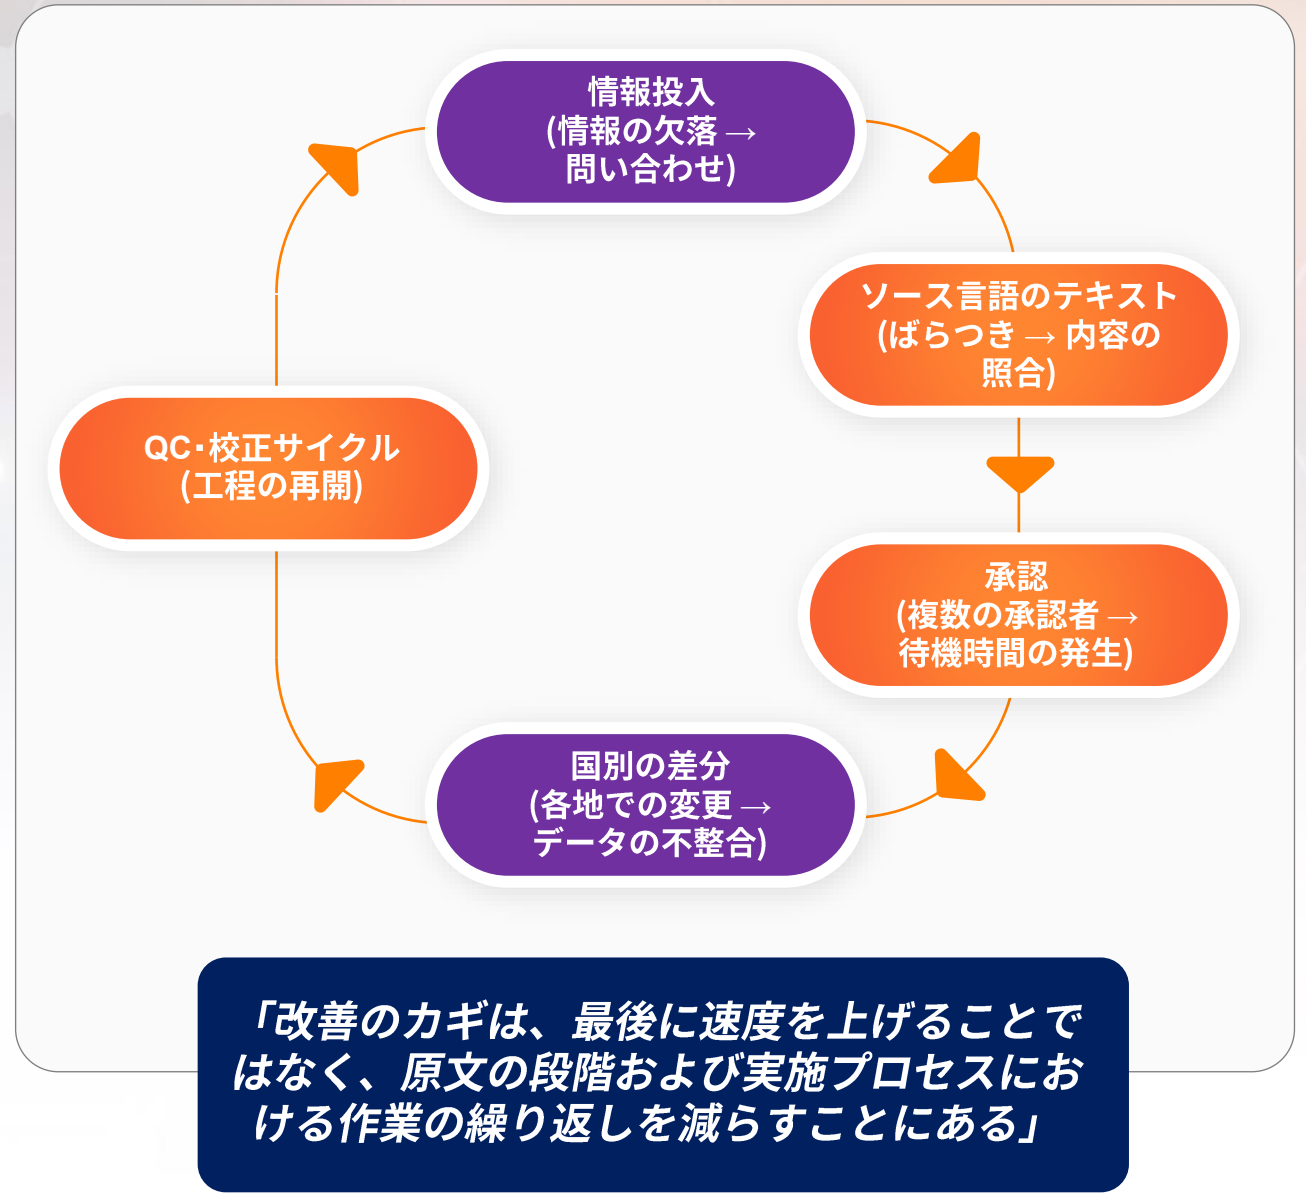 情報投入
(情報の欠落 →
問い合わせ)
ソース言語のテキスト
(ばらつき → 内容の
照合)
承認
(複数の承認者 →
待機時間の発生)
国別の差分
(各地での変更 →
データの不整合)
QC・校正サイクル
(工程の再開)
「改善のカギは、最後に速度を上げることで
はなく、原文の段階および実施プロセスにお
ける作業の繰り返しを減らすことにある」